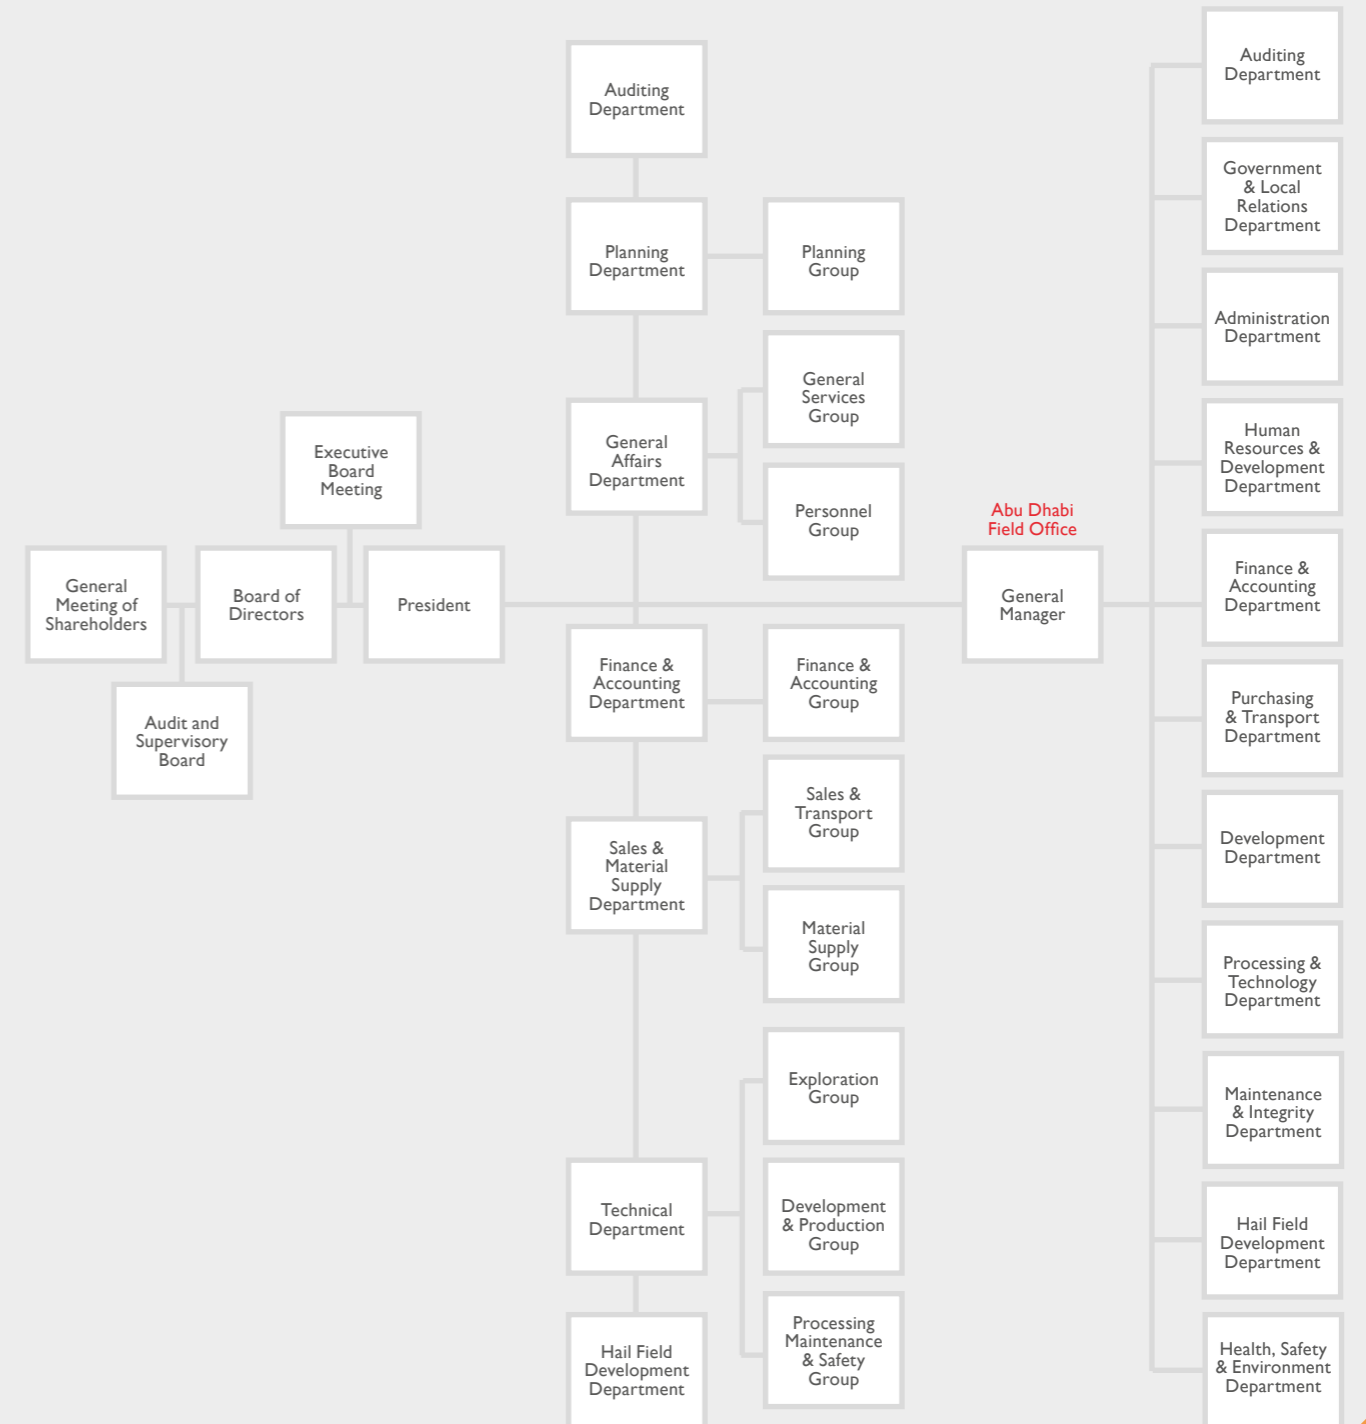 General
Meeting of
Shareholders
Audit and
Supervisory
Board
Board of
Directors
Executive
Board
Meeting
President
Auditing
Department
Planning
Department
Planning
Group
General
Affairs
Department
General
Services
Group
Personnel
Group
Finance &
Accounting
Department
Finance &
Accounting
Group
Sales &
Material
Supply
Department
Sales &
Transport
Group
Material
Supply
Group
Technical
Department
Exploration
Group
Development
& Production
Group
Processing
Maintenance
& Safety
Group
Hail Field
Development
Department
Abu Dhabi
Field Office
General
Manager
Auditing
Department
Government
& Local
Relations
Department
Administration
Department
Human
Resources &
Development
Department
Finance &
Accounting
Department
Purchasing
& Transport
Department
Development
Department
Processing &
Technology
Department
Maintenance
& Integrity
Department
Hail Field
Development
Department
Health, Safety
& Environment
Department